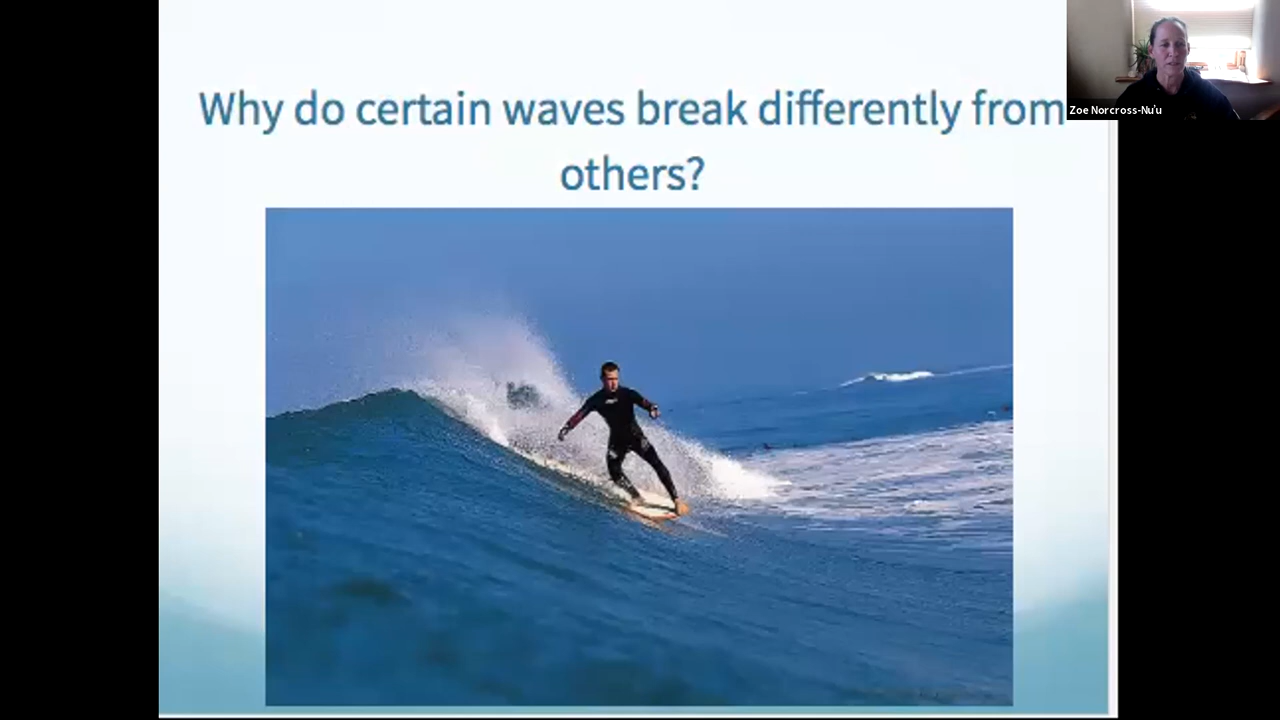 Why do certain waves break differently from
others?
Zoe Norcross-Nu'u